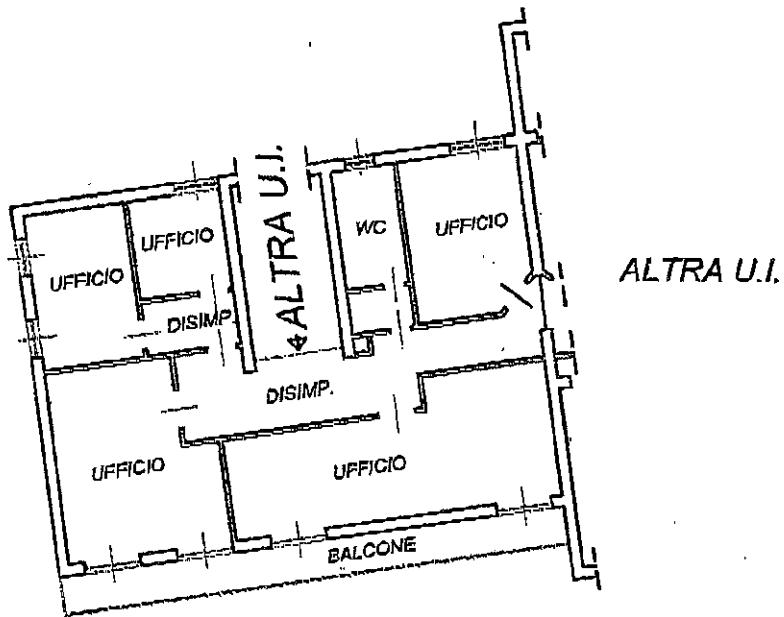 ALTRA U.I.
UFFICIO
WC
UFFICIO
UFFICIO
ALTRA U.I.
DISIMP.
DISIMP.
UFFICIO
UFFICIO
BALCONE